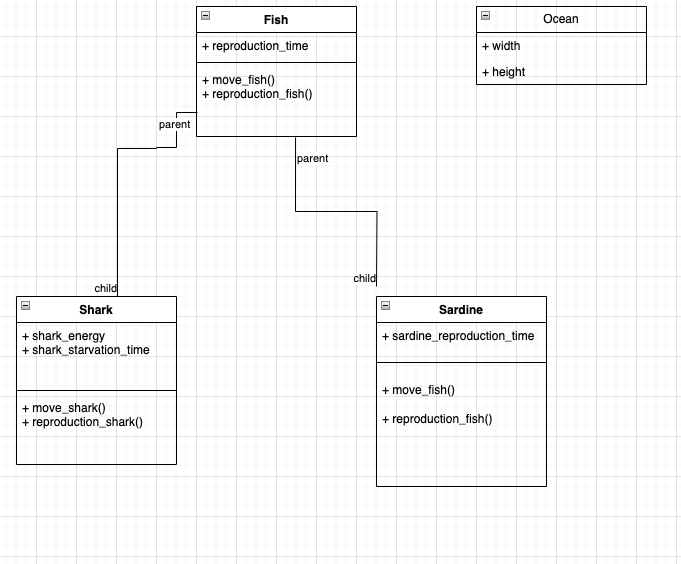 Fish
+ reproduction_time
+ move_fish()
+ reproduction_fish()
Ocean
+ width
+ height
parent
parent
child
child
Shark
+ shark_energy
+ shark_starvation_time
+ move_shark()
+ reproduction_shark()
Sardine
+ sardine_reproduction_time
+ move_fish()
+ reproduction_fish()